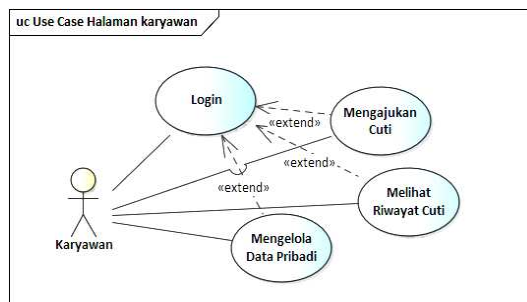 uc Use Case Halaman karyawan
Login
Mengajukan
Cuti
«extend»
«extend»
«extend»
Melihat
Riwayat Cuti
Karyawan
Mengelola
Data Pribadi